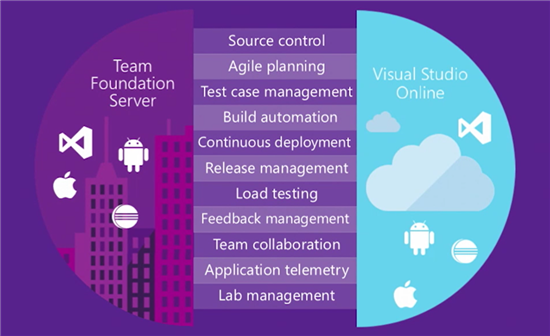 Team
Foundation
Server
Source control
Agile planning
Test case management
Build automation
Continuous deployment
Release management
Load testing
Feedback management
Team collaboration
Application telemetry
Lab management
Visual Studio
Online